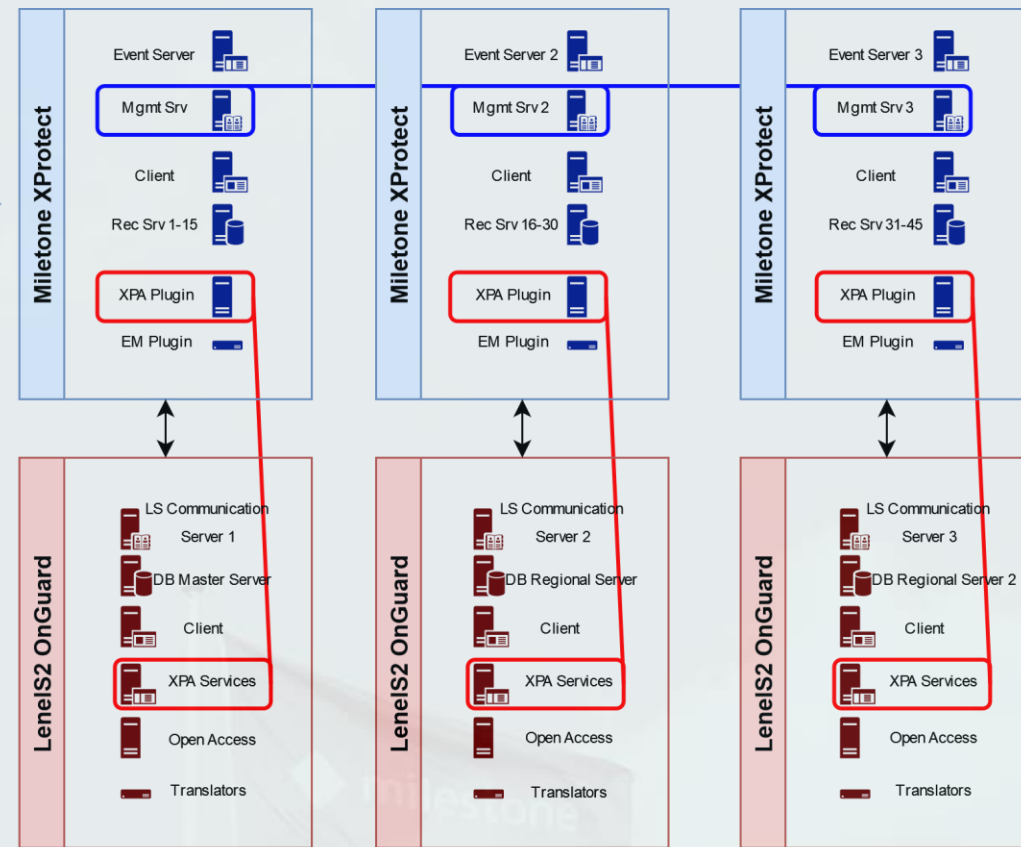 Miletone XProtect
Event Server
Mgmt Srv
Client
Rec Srv 1-15
XPA Plugin
EM Plugin
Miletone XProtect
Event Server 2
Mgmt Srv 2
Client
Rec Srv 16-30
XPA Plugin
EM Plugin
Miletone XProtect
Event Server 3
Mgmt Srv 3
Client
Rec Srv 31-45
XPA Plugin
EM Plugin
LenelS2 OnGuard
LS Communication
Server 1
DB Master Server
Client
XPA Services
Open Access
Translators
LenelS2 OnGuard
LS Communication
Server 2
DB Regional Server
Client
XPA Services
Open Access
Translators
LenelS2 OnGuard
LS Communication
Server 3
DB Regional Server 2
Client
XPA Services
Open Access
Translators
milestone